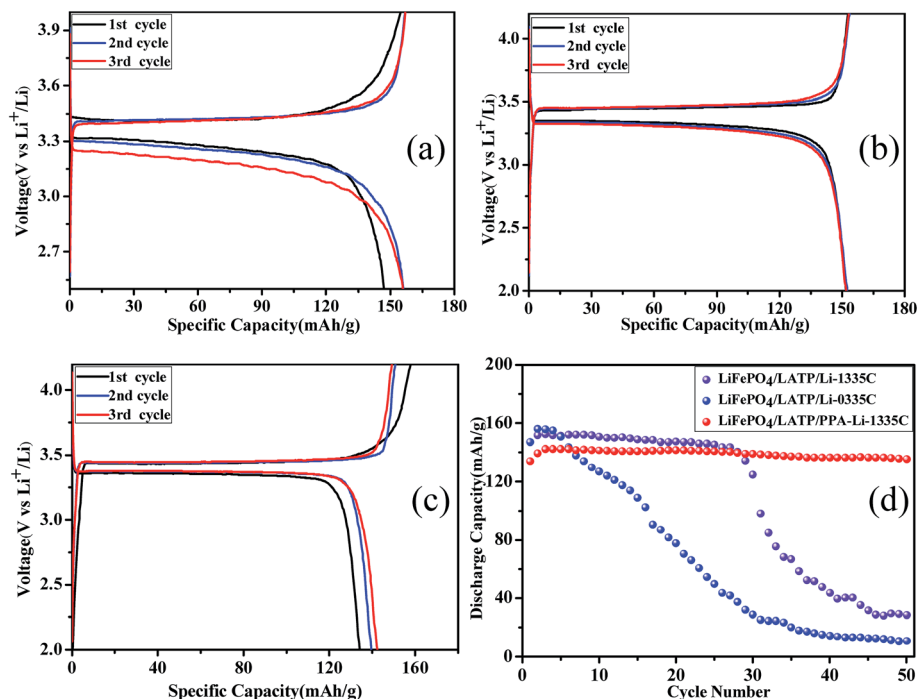 (a)
1st cycle
2nd cycle
3rd cycle
3.9
3.6
3.3
3.0
2.7
Voltage(V vs Li⁺/Li)
0 30 60 90 120 150 180
Specific Capacity(mAh/g)
(b)
1st cycle
2nd cycle
3rd cycle
4.0
3.5
3.0
2.5
2.0
Voltage(V vs Li⁺/Li)
0 30 60 90 120 150 180
Specific Capacity(mAh/g)
(c)
1st cycle
2nd cycle
3rd cycle
4.0
3.5
3.0
2.5
2.0
Voltage(V vs Li⁺/Li)
0 40 80 120 160
Specific Capacity(mAh/g)
(d)
LiFePO₄/LATP/Li-1335C
LiFePO₄/LATP/Li-0335C
LiFePO₄/LATP/PPA-Li-1335C
200
160
120
80
40
0
Discharge Capacity(mAh/g)
0 10 20 30 40 50
Cycle Number